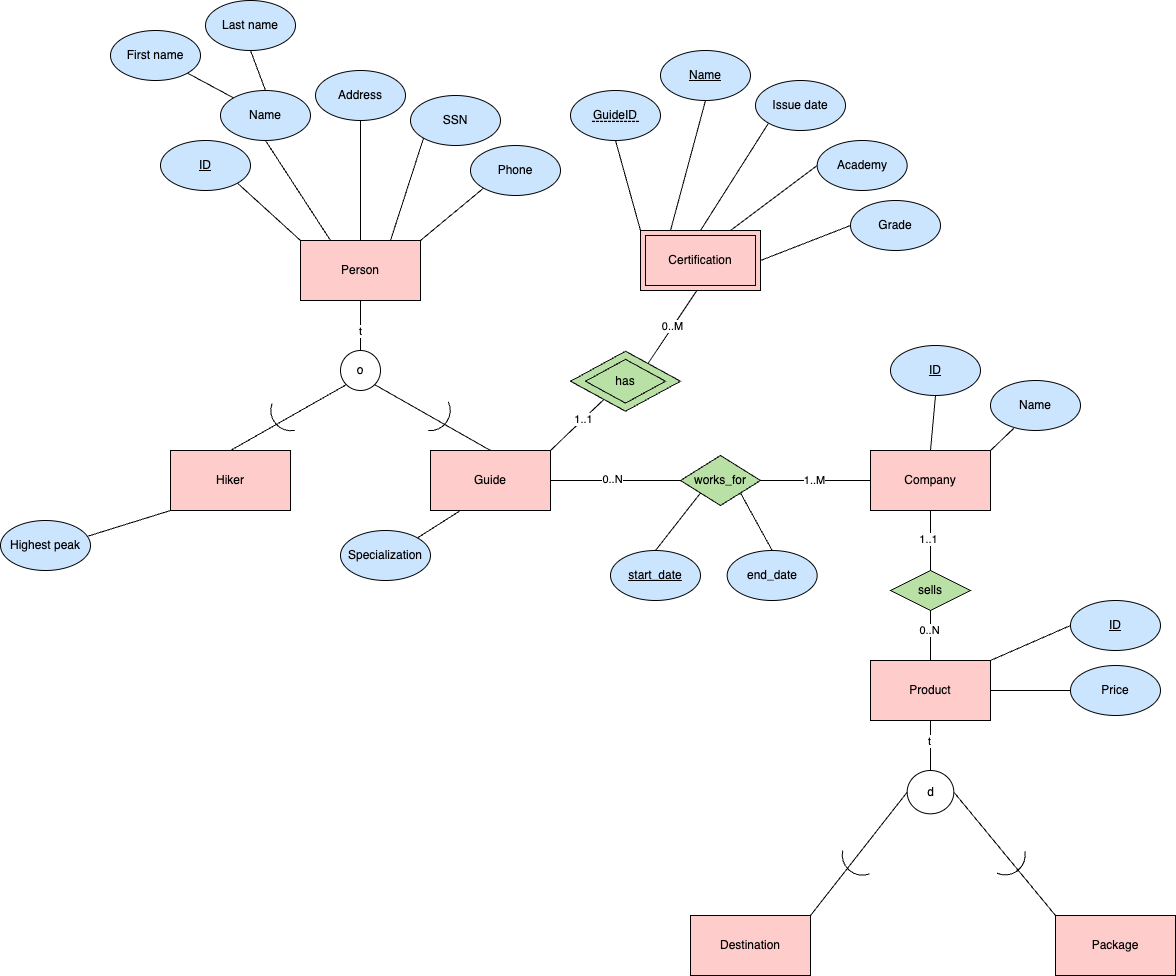 Last name
First name
Name
Address
SSN
ID
Phone
Name
GuideID
Issue date
Academy
Grade
Person
Certification
t
o
0..M
has
1..1
ID
Name
Hiker
Guide
0..N
works_for
1..M
Company
Highest peak
Specialization
start_date
end_date
1..1
sells
0..N
ID
Product
Price
t
d
Destination
Package